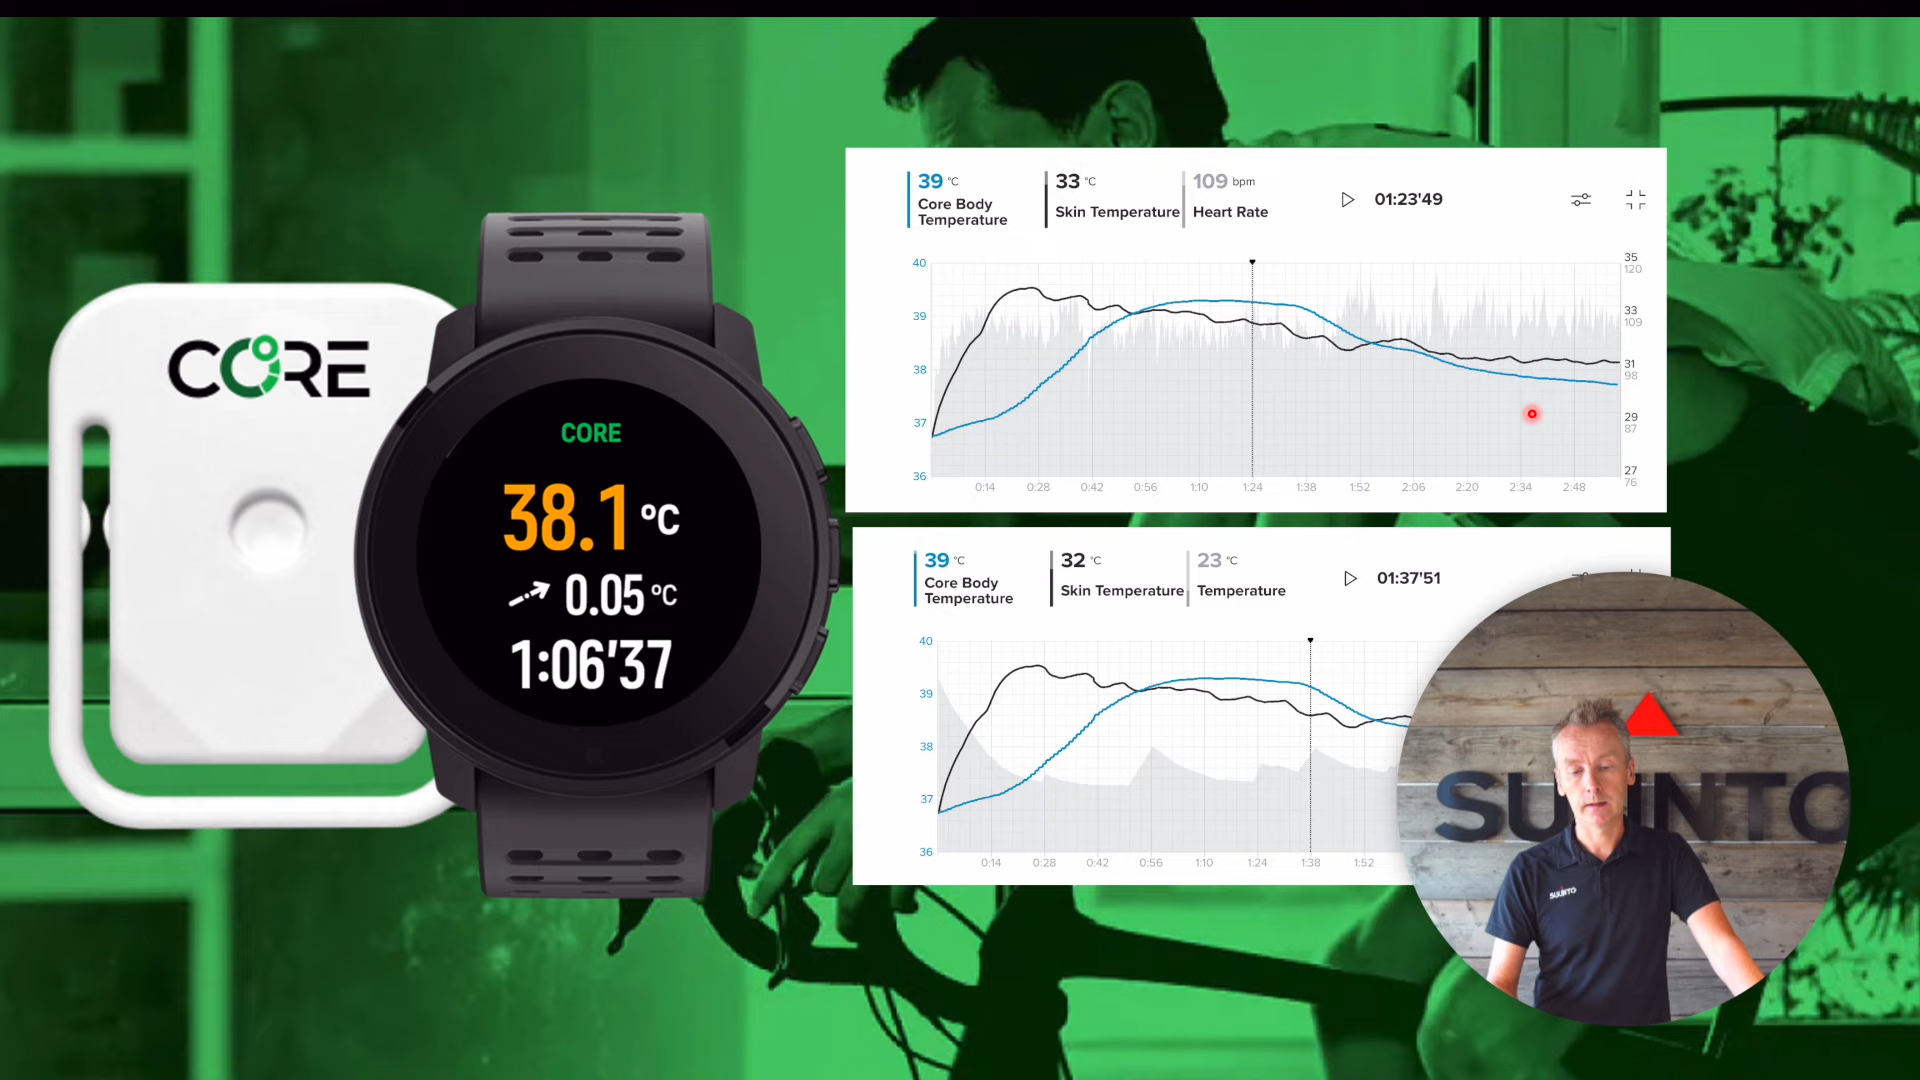 CORE
CORE
38.1 °C
0.05 °C
1:06'37
39 °C
Core Body
Temperature
33 °C
Skin Temperature
109 bpm
Heart Rate
01:23'49
40
39
38
37
36
35
120
33
109
31
98
29
87
27
76
0:14 0:28 0:42 0:56 1:10 1:24 1:38 1:52 2:06 2:20 2:34 2:48
39 °C
Core Body
Temperature
32 °C
Skin Temperature
23 °C
Temperature
01:37'51
40
39
38
37
36
0:14 0:28 0:42 0:56 1:10 1:24 1:38 1:52
SUUNTO
SUUNTO